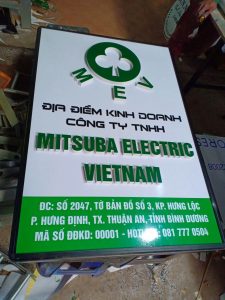 M E V
ĐỊA ĐIỂM KINH DOANH
CÔNG TY TNHH
MITSUBA ELECTRIC
VIETNAM
ĐC: SỐ 2047, TỜ BẢN ĐỒ SỐ 3, KP. HƯNG LỘC
P. HƯNG ĐỊNH, TX. THUẬN AN, TỈNH BÌNH DƯƠNG
MÃ SỐ ĐĐKD: 00001 - HOTLINE: 081 777 0504